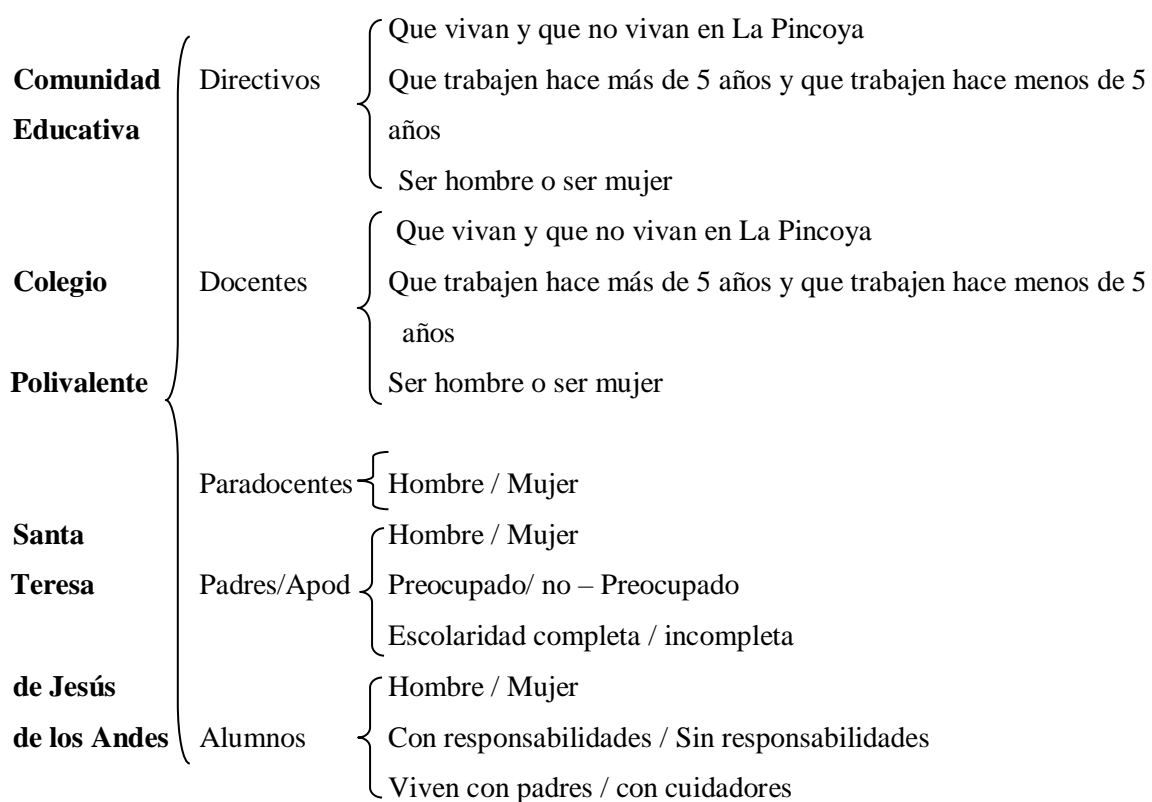 Que vivan y que no vivan en La Pincoya
Comunidad Directivos Que trabajen hace más de 5 años y que trabajen hace menos de 5
Educativa años
Ser hombre o ser mujer
Que vivan y que no vivan en La Pincoya
Colegio Docentes Que trabajen hace más de 5 años y que trabajen hace menos de 5
años
Polivalente Ser hombre o ser mujer
Paradocentes Hombre / Mujer
Santa Hombre / Mujer
Teresa Padres/Apod Preocupado/ no – Preocupado
Escolaridad completa / incompleta
de Jesús Hombre / Mujer
de los Andes Alumnos Con responsabilidades / Sin responsabilidades
Viven con padres / con cuidadores